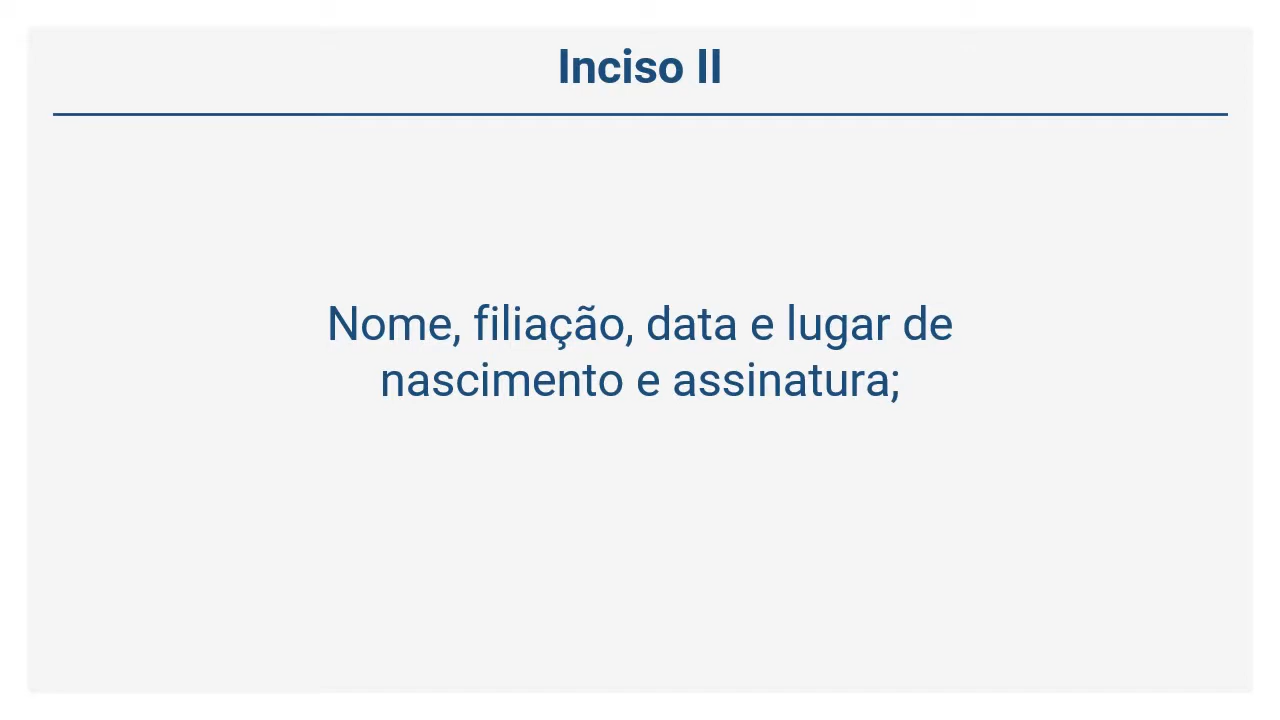 Inciso II
Nome, filiação, data e lugar de
nascimento e assinatura;